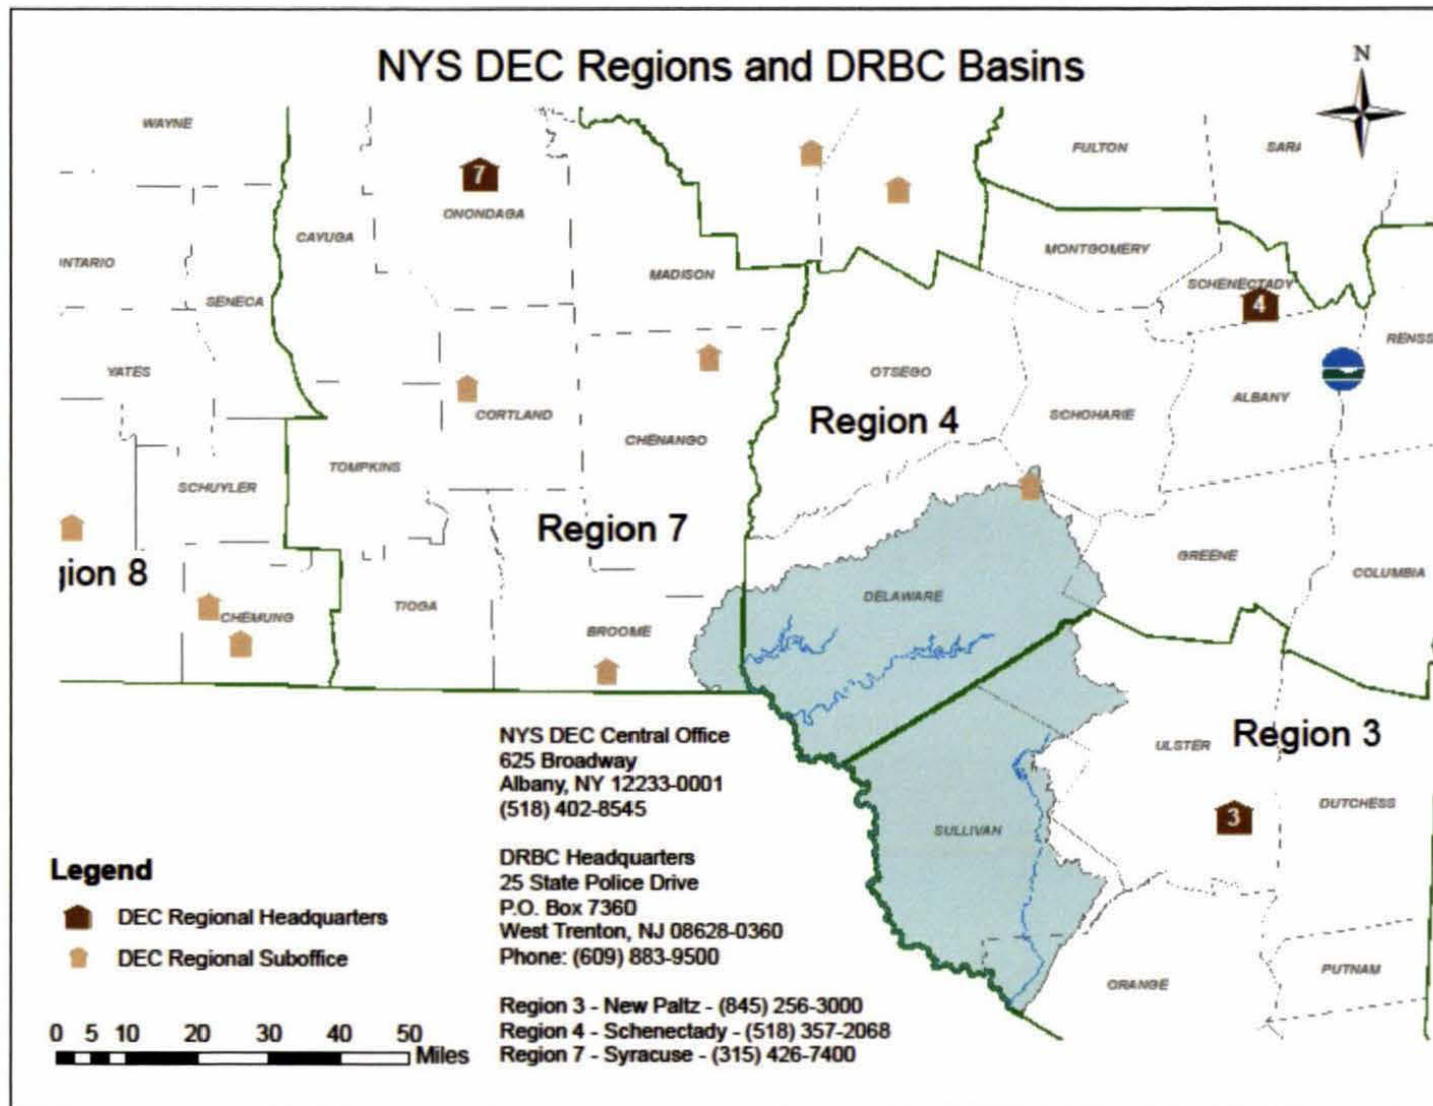 NYS DEC Regions and DRBC Basins
N
WAYNE
FULTON
SARA
7
ONONDAGA
CAYUGA
MONTGOMERY
ONTARIO
MADISON
SENECA
SCHENECTADY
4
RENSS
YATES
OTSEGO
ALBANY
CORTLAND
SCHOHARIE
Region 4
CHENANGO
TOMPKINS
SCHUYLER
Region 7
GREENE
gion 8
COLUMBIA
DELAWARE
TIOGA
CHEMUNG
BROOME
Region 3
ULSTER
DUTCHESS
3
SULLIVAN
PUTNAM
ORANGE
NYS DEC Central Office
625 Broadway
Albany, NY 12233-0001
(518) 402-8545
DRBC Headquarters
25 State Police Drive
P.O. Box 7360
West Trenton, NJ 08628-0360
Phone: (609) 883-9500
Region 3 - New Paltz - (845) 256-3000
Region 4 - Schenectady - (518) 357-2068
Region 7 - Syracuse - (315) 426-7400
Legend
DEC Regional Headquarters
DEC Regional Suboffice
0 5 10 20 30 40 50
Miles